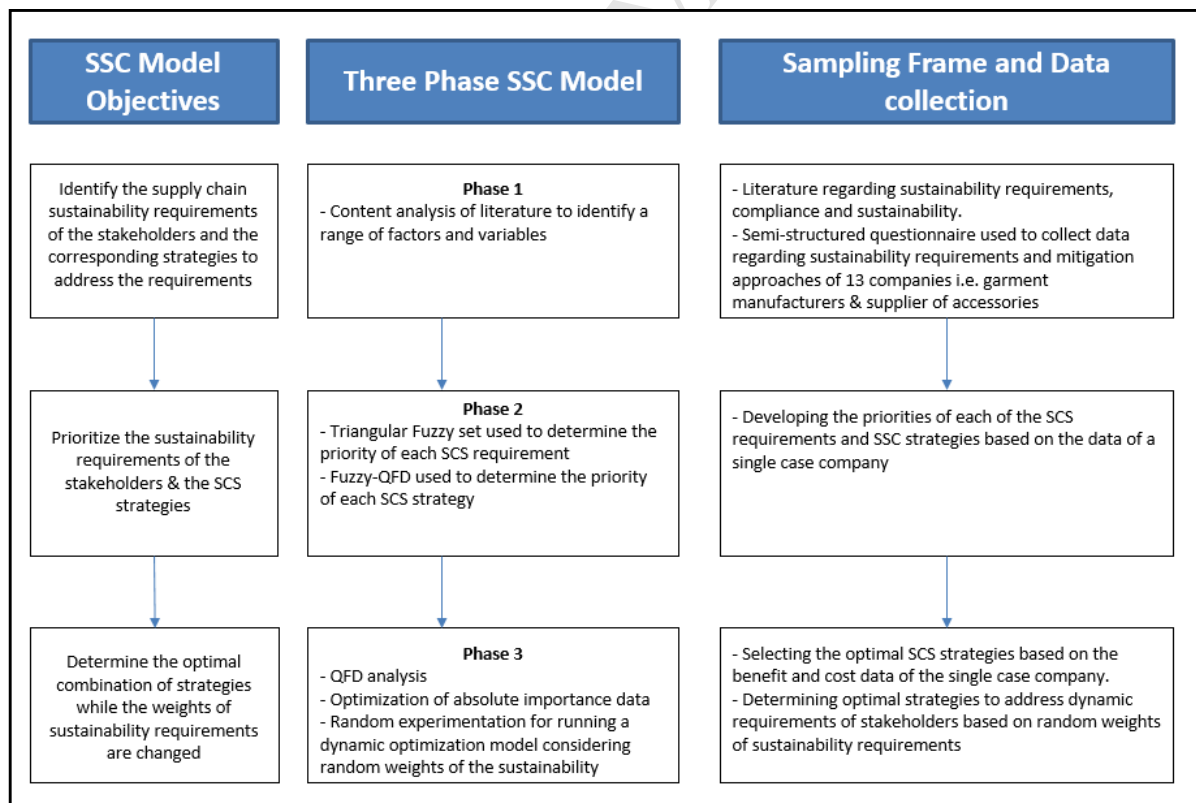 SSC Model
Objectives
Three Phase SSC Model
Sampling Frame and Data
collection
Identify the supply chain
sustainability requirements
of the stakeholders and the
corresponding strategies to
address the requirements
Phase 1
- Content analysis of literature to identify a
range of factors and variables
- Literature regarding sustainability requirements,
compliance and sustainability.
- Semi-structured questionnaire used to collect data
regarding sustainability requirements and mitigation
approaches of 13 companies i.e. garment
manufacturers & supplier of accessories
Prioritize the sustainability
requirements of the
stakeholders & the SCS
strategies
Phase 2
- Triangular Fuzzy set used to determine the
priority of each SCS requirement
- Fuzzy-QFD used to determine the priority
of each SCS strategy
- Developing the priorities of each of the SCS
requirements and SSC strategies based on the data of a
single case company
Determine the optimal
combination of strategies
while the weights of
sustainability requirements
are changed
Phase 3
- QFD analysis
- Optimization of absolute importance data
- Random experimentation for running a
dynamic optimization model considering
random weights of the sustainability
- Selecting the optimal SCS strategies based on the
benefit and cost data of the single case company.
- Determining optimal strategies to address dynamic
requirements of stakeholders based on random weights
of sustainability requirements